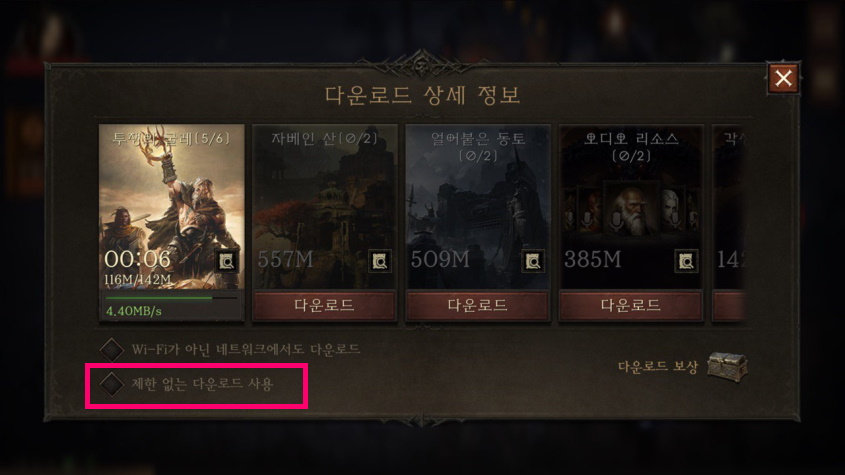 다운로드 상세 정보
투쟁의 굴레(5/6)
00:06
116M/142M
4.40MB/s
자베인 산(0/2)
557M
다운로드
얼어붙은 동토
(0/2)
509M
다운로드
오디오 리소스
(0/2)
385M
다운로드
142
Wi-Fi가 아닌 네트워크에서도 다운로드
제한 없는 다운로드 사용
다운로드 보상